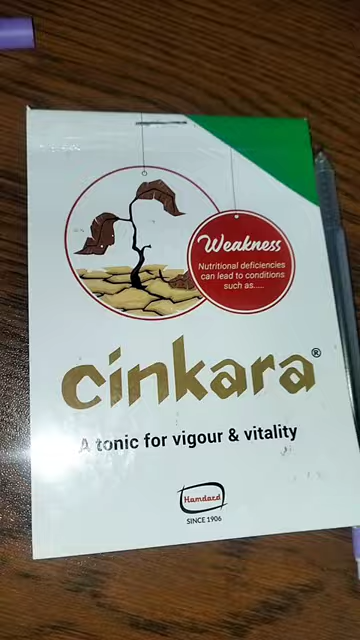 Weakness
Nutritional deficiencies
can lead to conditions
such as.....
cinkara®
A tonic for vigour & vitality
Hamdard
SINCE 1906